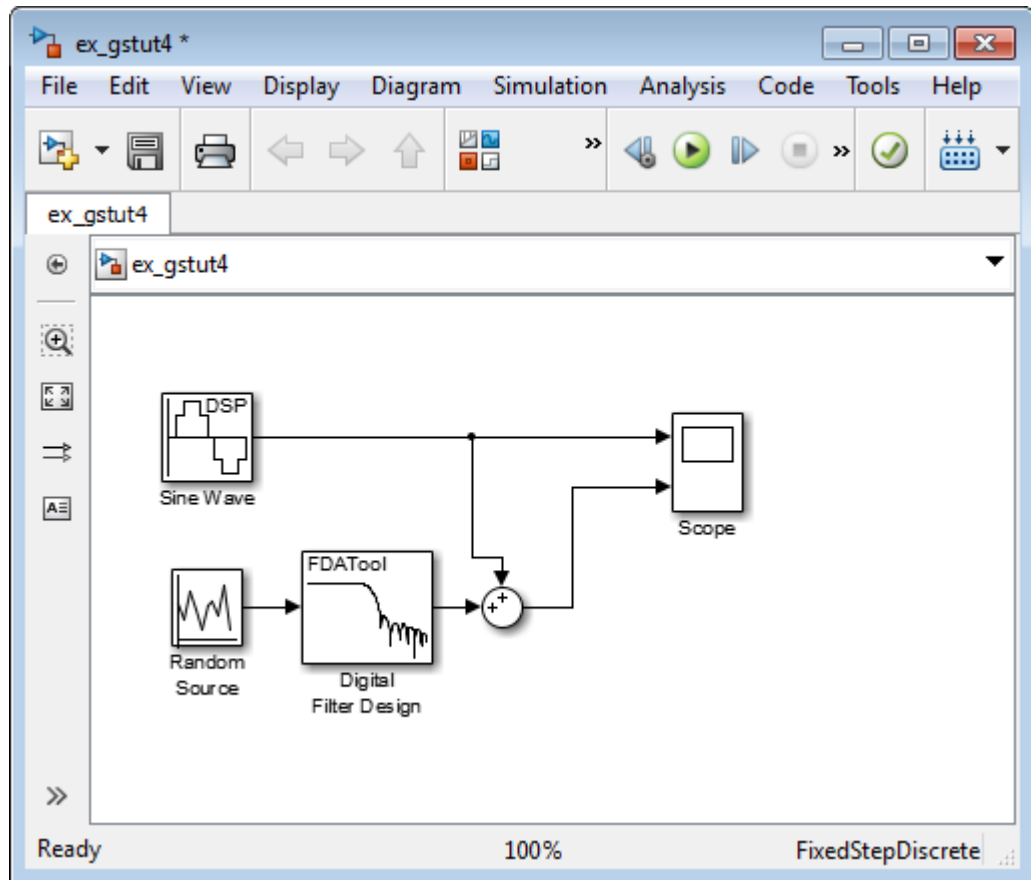 ex_gstut4 *
File Edit View Display Diagram Simulation Analysis Code Tools Help
ex_gstut4
ex_gstut4
DSP
Sine Wave
Scope
FDATool
Random
Source
Digital
Filter Design
Ready 100% FixedStepDiscrete